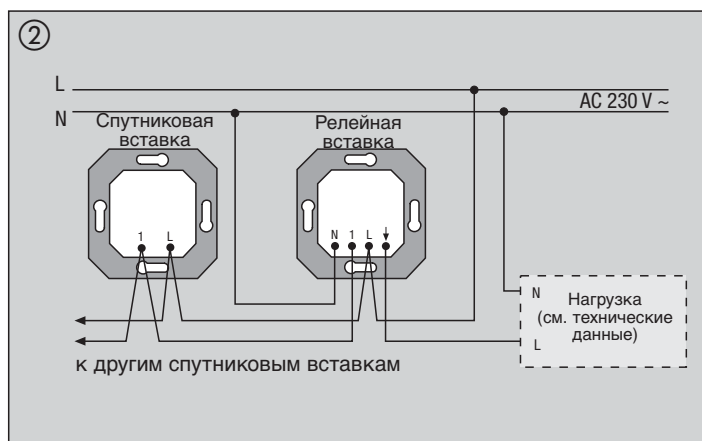 2
L
AC 230 V ~
N
Спутниковая
вставка
Релейная
вставка
1 L
N 1 L
N
Нагрузка
(см. технические
данные)
L
к другим спутниковым вставкам